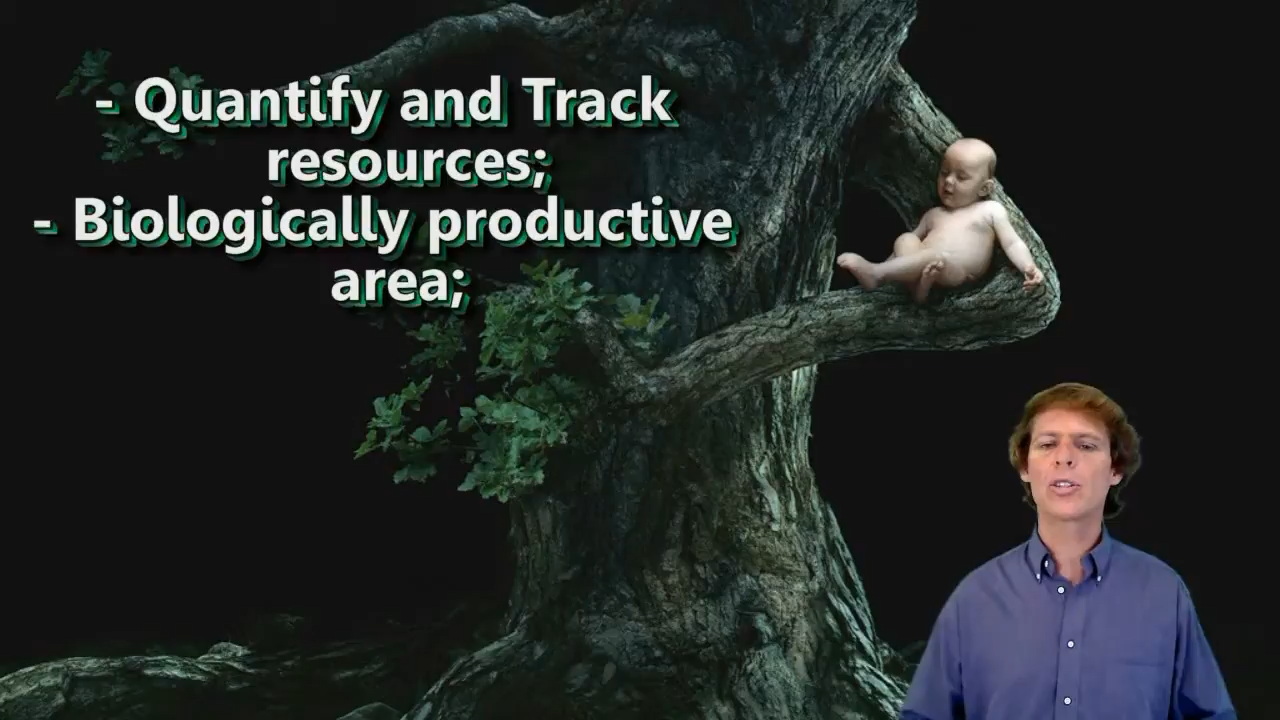 - Quantify and Track
resources;
- Biologically productive
area;